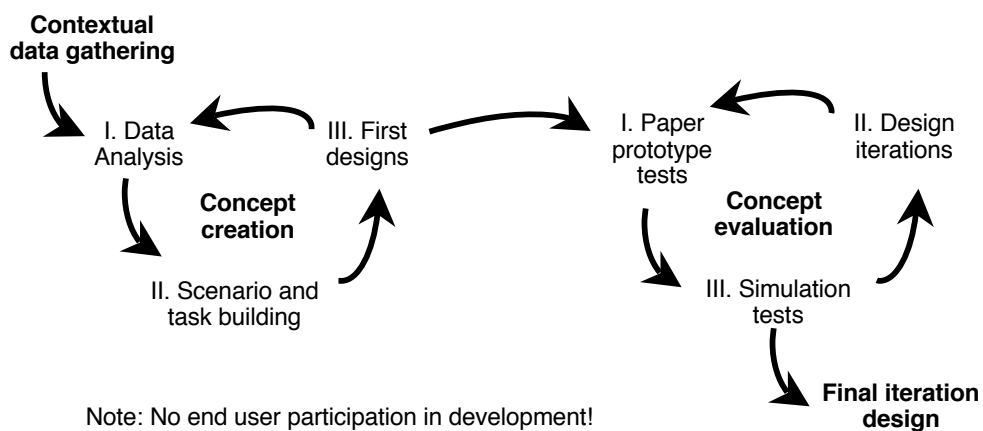 Contextual
data gathering
I. Data
Analysis
III. First
designs
Concept
creation
II. Scenario and
task building
I. Paper
prototype
tests
II. Design
iterations
Concept
evaluation
III. Simulation
tests
Final iteration
design
Note: No end user participation in development!